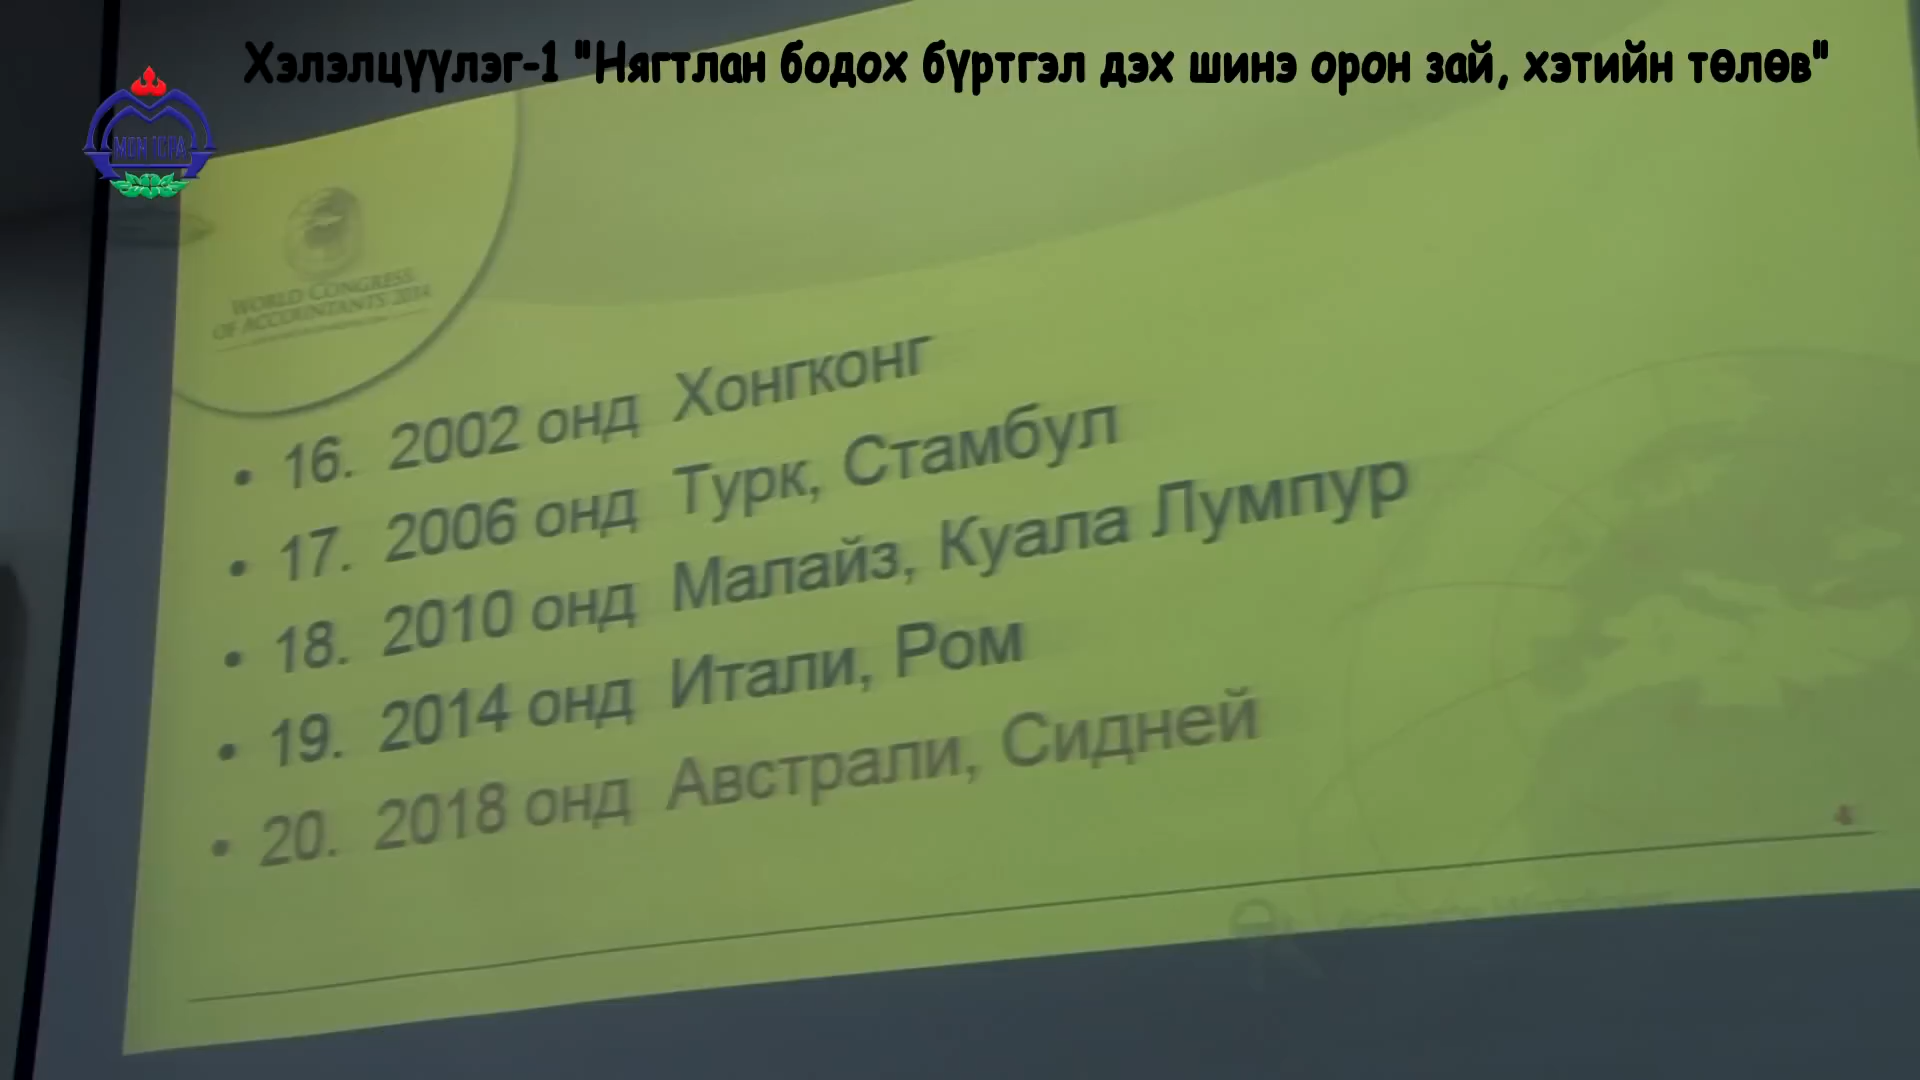 Хэлэлцүүлэг-1 "Нягтлан бодох бүртгэл дэх шинэ орон зай, хэтийн төлөв"
MON ICPA
WORLD CONGRESS
OF ACCOUNTANTS 2014
• 16. 2002 онд Хонгконг
• 17. 2006 онд Турк, Стамбул
• 18. 2010 онд Малайз, Куала Лумпур
• 19. 2014 онд Итали, Ром
• 20. 2018 онд Австрали, Сидней
4